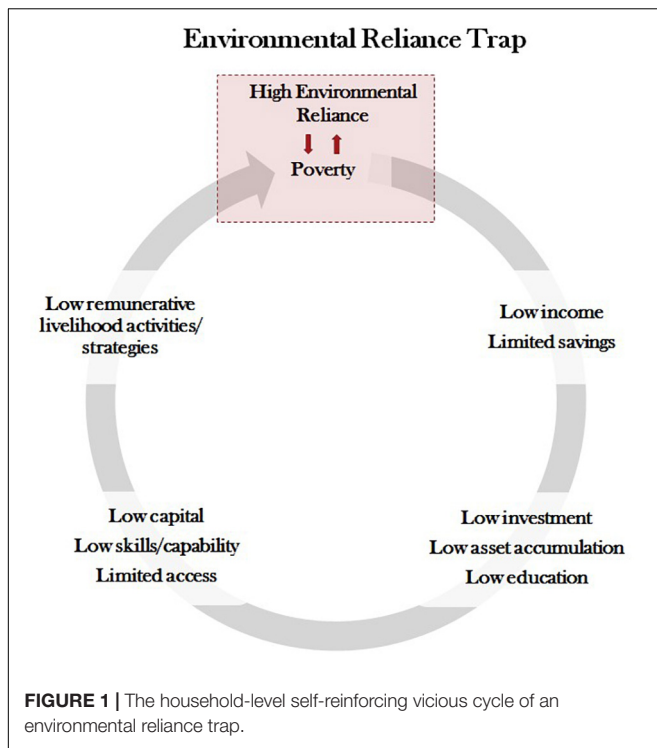 Environmental Reliance Trap
High Environmental
Reliance
Poverty
Low income
Limited savings
Low investment
Low asset accumulation
Low education
Low capital
Low skills/capability
Limited access
Low remunerative
livelihood activities/
strategies
FIGURE 1 | The household-level self-reinforcing vicious cycle of an
environmental reliance trap.